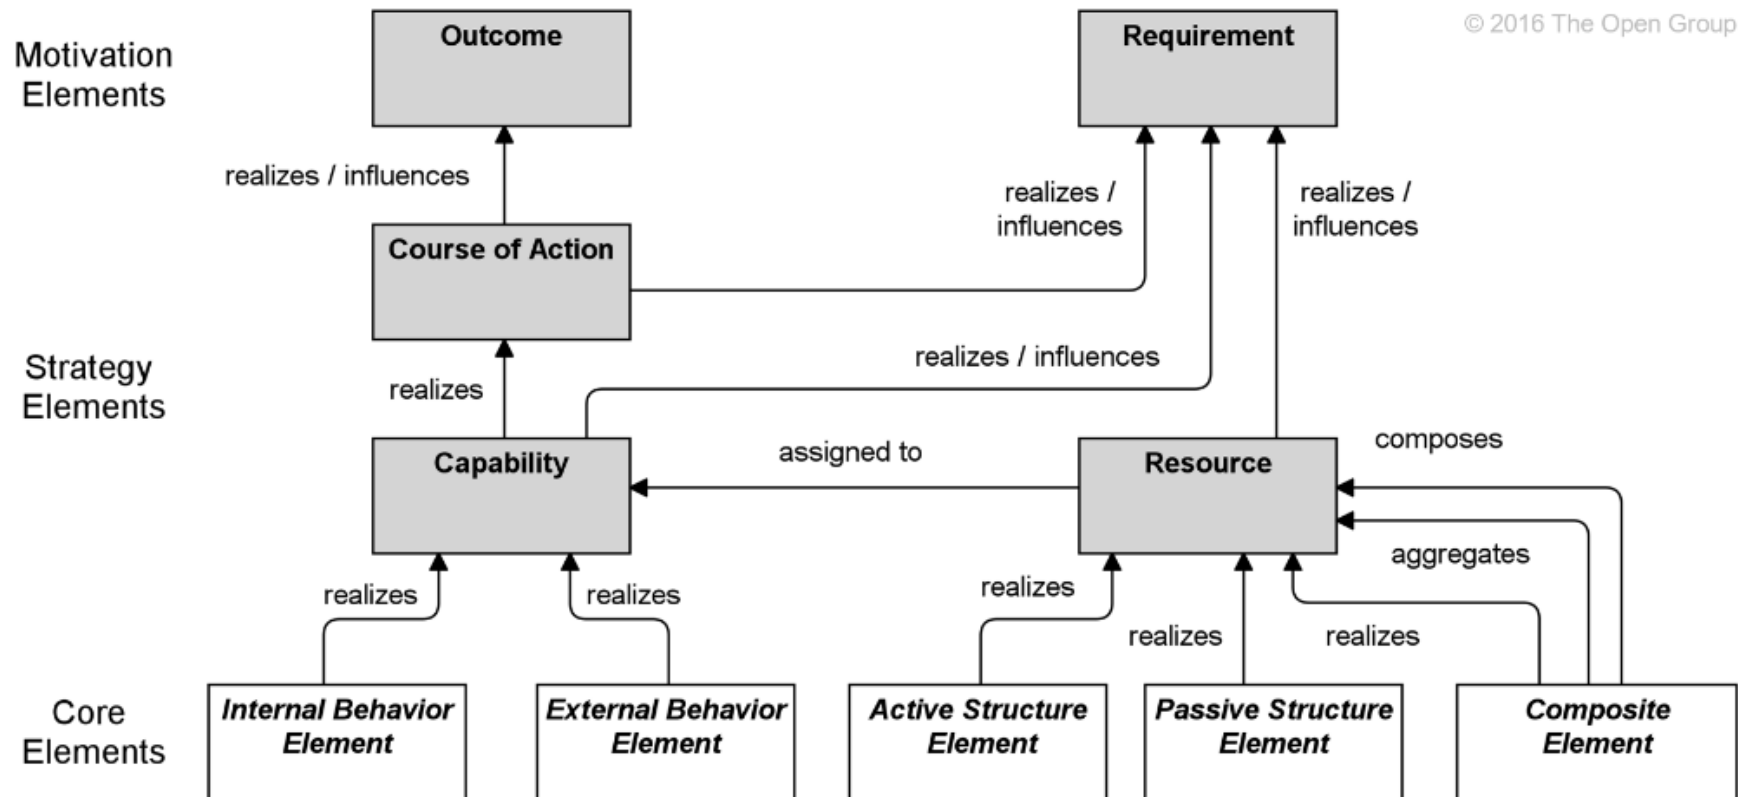 © 2016 The Open Group
Motivation
Elements
Outcome
Requirement
realizes / influences
realizes /
influences
realizes /
influences
Course of Action
Strategy
Elements
realizes
realizes / influences
Capability
assigned to
Resource
composes
aggregates
realizes
realizes
realizes
realizes
realizes
Core
Elements
Internal Behavior
Element
External Behavior
Element
Active Structure
Element
Passive Structure
Element
Composite
Element